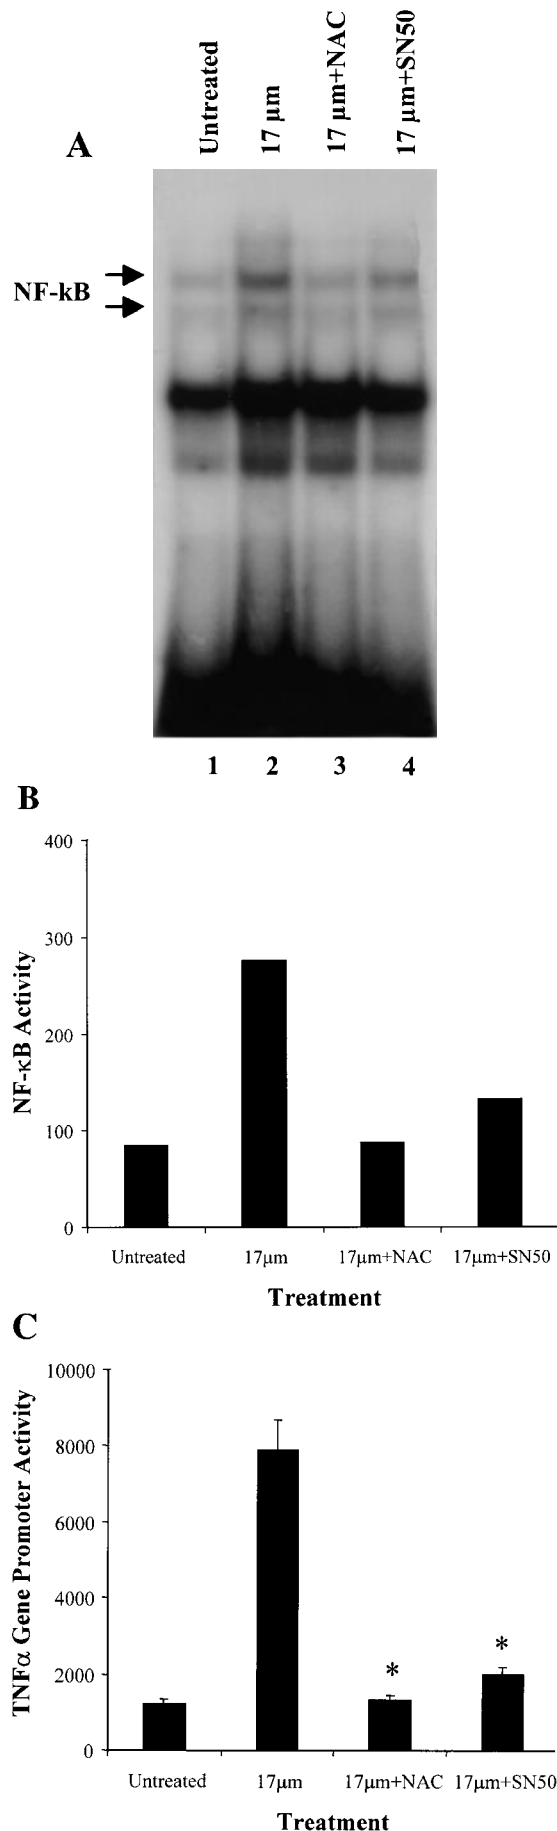 A
Untreated
17 μm
17 μm+NAC
17 μm+SN50
NF-kB
1 2 3 4
B
NF-κB Activity
400
300
200
100
0
Untreated 17μm 17μm+NAC 17μm+SN50
Treatment
C
TNFα Gene Promoter Activity
10000
8000
6000
4000
2000
0
* *
Untreated 17μm 17μm+NAC 17μm+SN50
Treatment